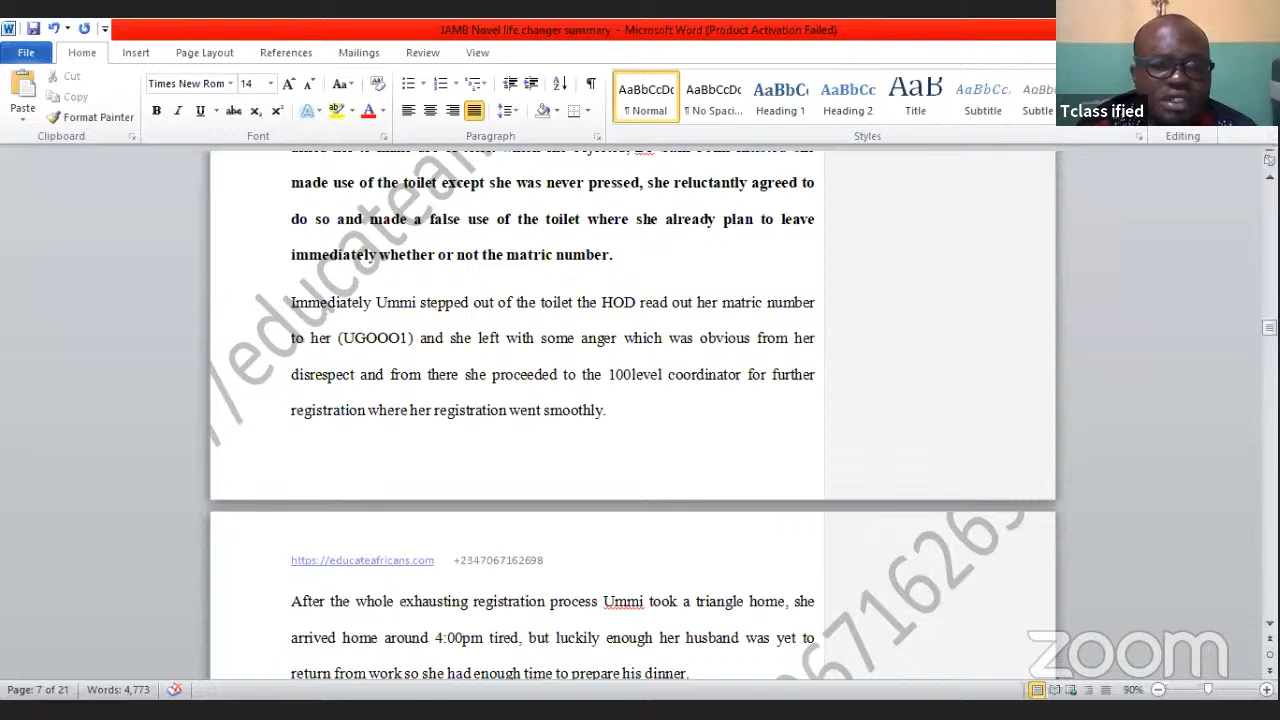 JAMB Novel life changer summary - Microsoft Word (Product Activation Failed)
File Home Insert Page Layout References Mailings Review View
Paste
Cut
Copy
Format Painter
Clipboard
Times New Rom 14
Font
Paragraph
AaBbCcDc AaBbCcDc AaBbC AaBbCc AaB AaBbCc.
¶ Normal ¶ No Spaci... Heading 1 Heading 2 Title Subtitle Subtle
Styles
Editing
Tclassified
made use of the toilet except she was never pressed, she reluctantly agreed to
do so and made a false use of the toilet where she already plan to leave
immediately whether or not the matric number.
Immediately Ummi stepped out of the toilet the HOD read out her matric number
to her (UGOOO1) and she left with some anger which was obvious from her
disrespect and from there she proceeded to the 100level coordinator for further
registration where her registration went smoothly.
https://educateafricans.com +2347067162698
After the whole exhausting registration process Ummi took a triangle home, she
arrived home around 4:00pm tired, but luckily enough her husband was yet to
return from work so she had enough time to prepare his dinner.
zoom
Page: 7 of 21 Words: 4,773 90%